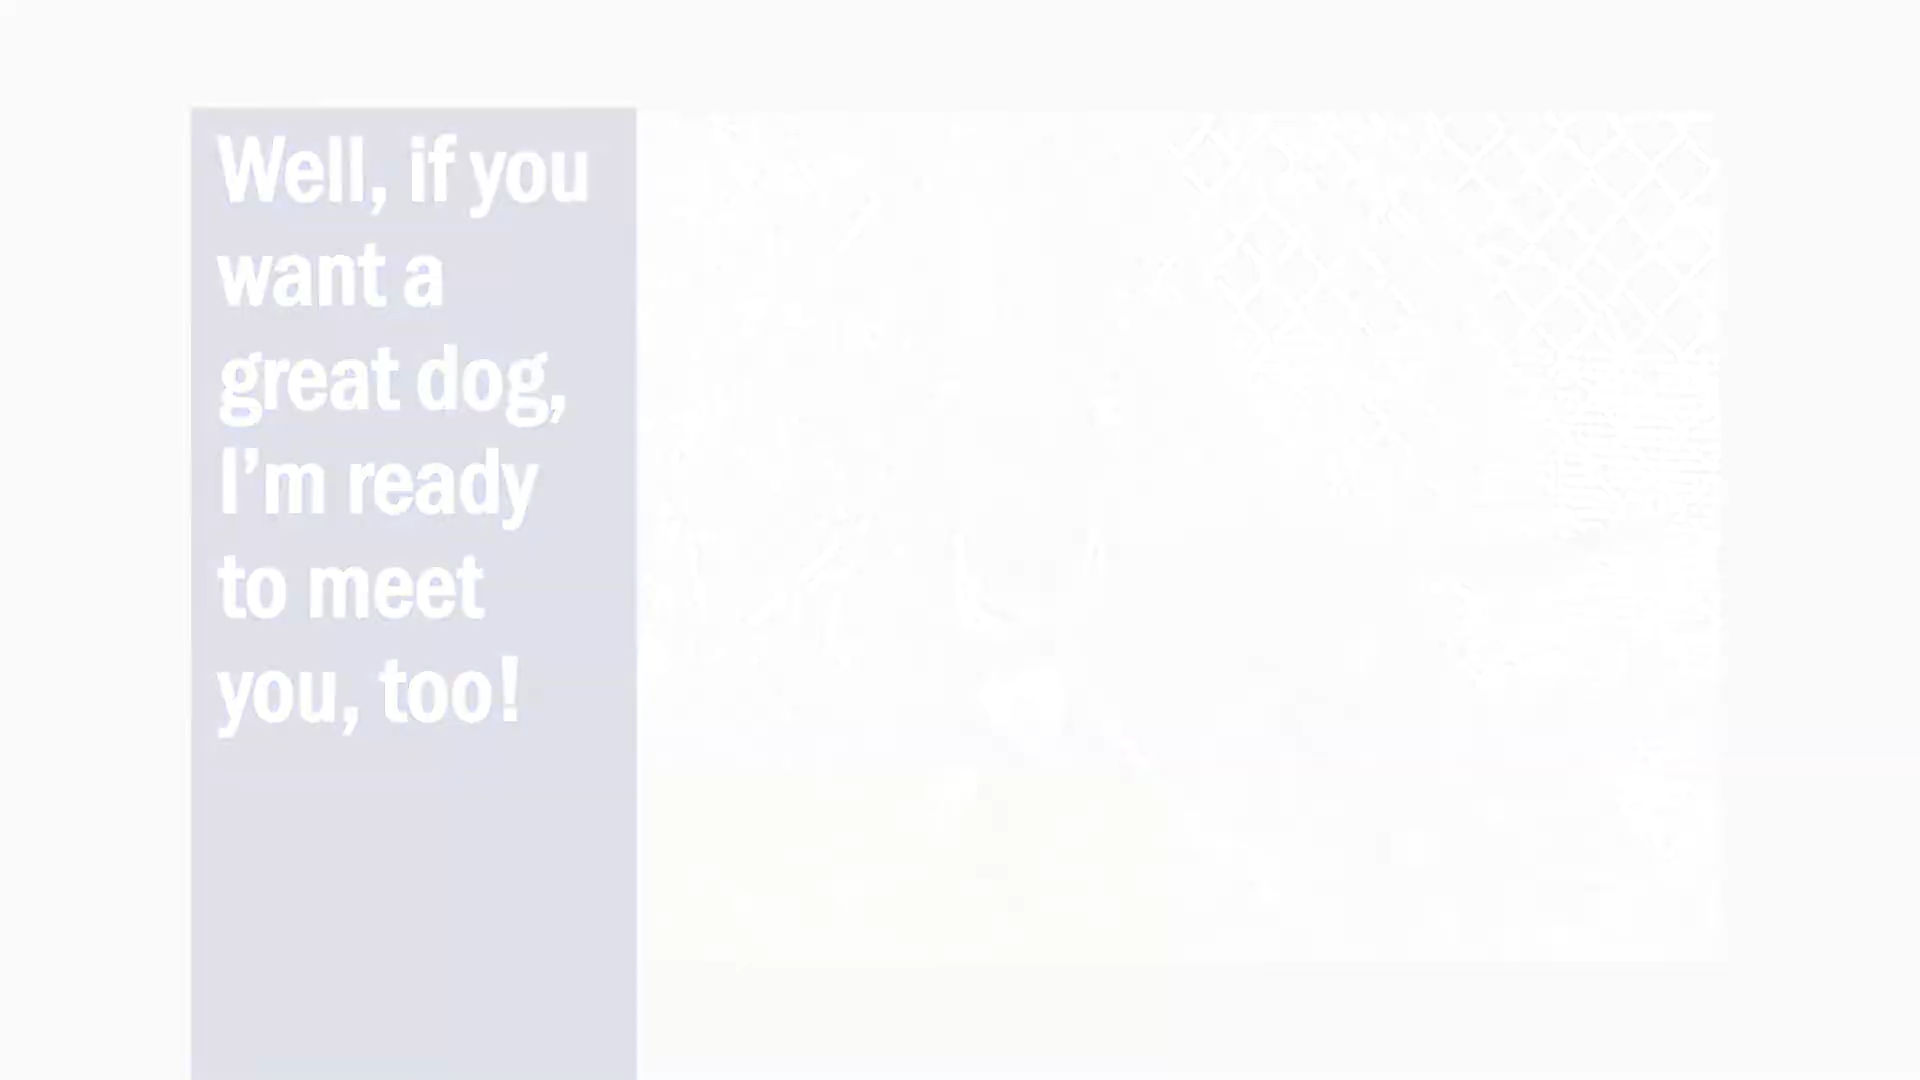 Well, if you
want a
great dog,
I’m ready
to meet
you, too!